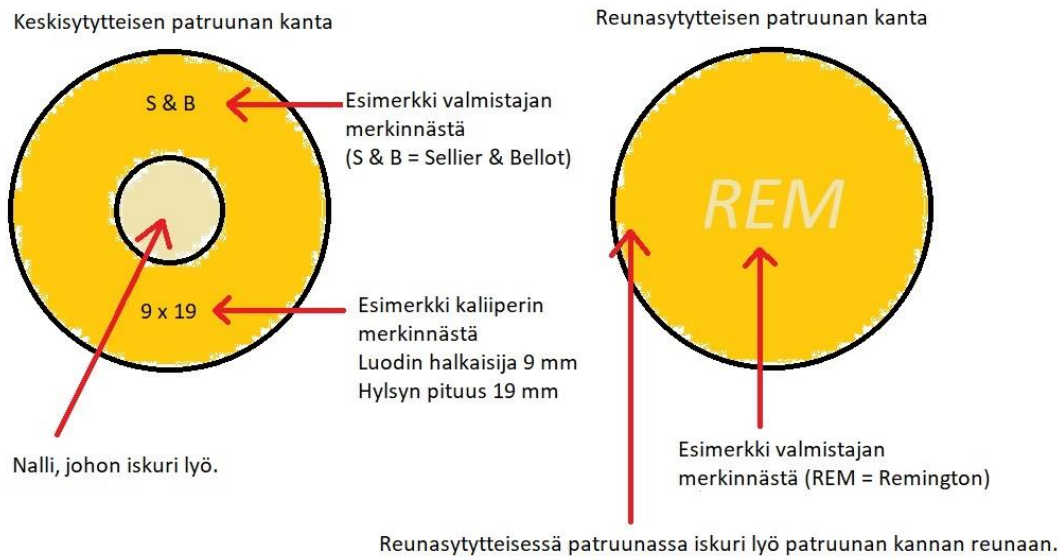 Keskisytytteisen patruunan kanta
S & B
Esimerkki valmistajan
merkinnästä
(S & B = Sellier & Bellot)
9 x 19
Esimerkki kaliiperin
merkinnästä
Luodin halkaisija 9 mm
Hylsyn pituus 19 mm
Nalli, johon iskuri lyö.
Reunasytytteisen patruunan kanta
REM
Esimerkki valmistajan
merkinnästä (REM = Remington)
Reunasytytteisessä patruunassa iskuri lyö patruunan kannan reunaan.